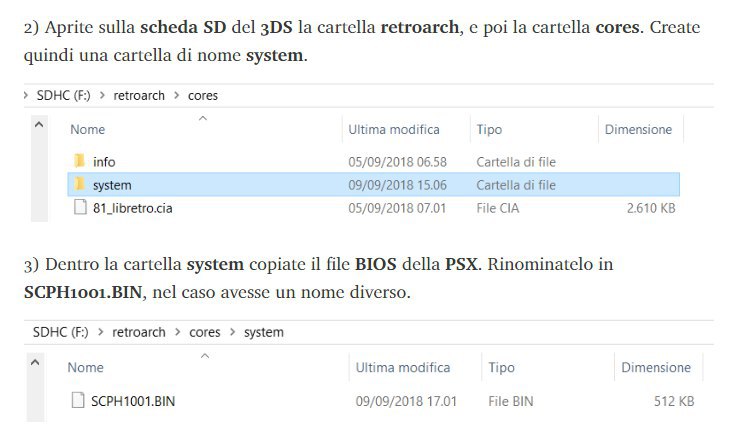 2) Aprite sulla scheda SD del 3DS la cartella retroarch, e poi la cartella cores. Create
quindi una cartella di nome system.
> SDHC (F:) > retroarch > cores
Nome Ultima modifica Tipo Dimensione
info 05/09/2018 06.58 Cartella di file
system 09/09/2018 15.06 Cartella di file
81_libretro.cia 05/09/2018 07.01 File CIA 2.610 KB
3) Dentro la cartella system copiate il file BIOS della PSX. Rinominatelo in
SCPH1001.BIN, nel caso avesse un nome diverso.
SDHC (F:) > retroarch > cores > system
Nome Ultima modifica Tipo Dimensione
SCPH1001.BIN 09/09/2018 17.01 File BIN 512 KB